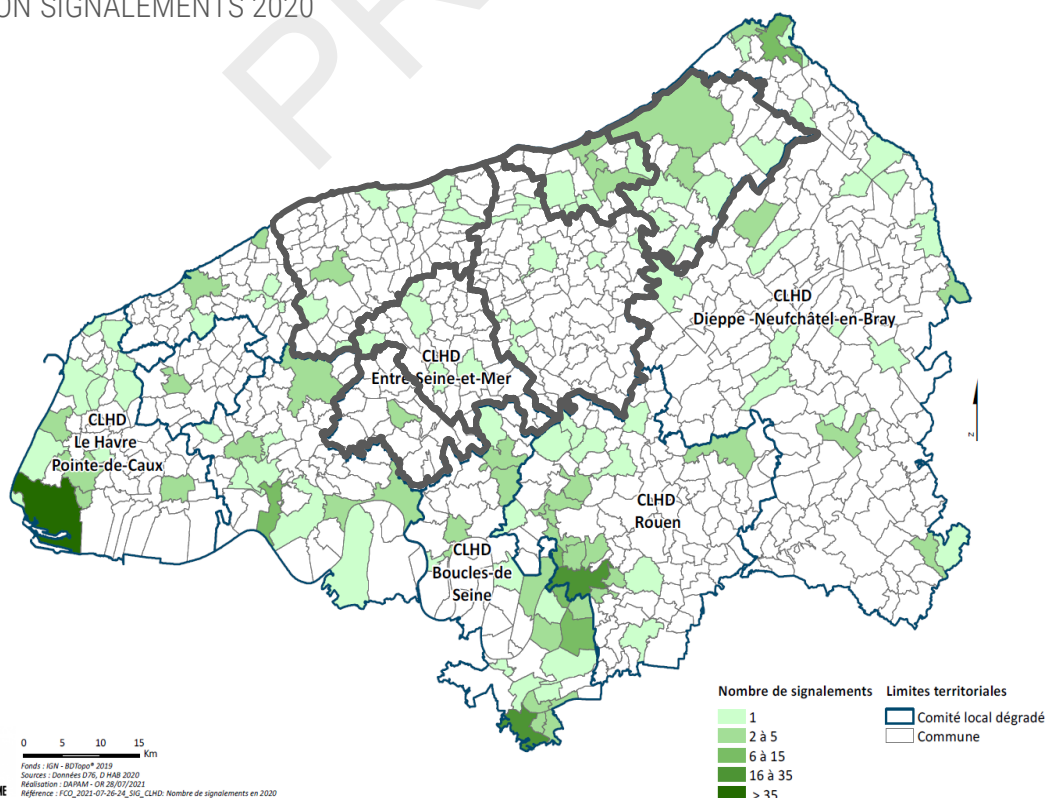 ON SIGNALEMENTS 2020
PR
CLHD
Dieppe -Neufchâtel-en-Bray
CLHD
Entre-Seine-et-Mer
CLHD
Le Havre
Pointe-de-Caux
CLHD
Rouen
CLHD
Boucles-de
Seine
N
Nombre de signalements
1
2 à 5
6 à 15
16 à 35
> 35
Limites territoriales
Comité local dégradé
Commune
0 5 10 15
Km
Fonds : IGN - BDTopo® 2019
Sources : Données D76, D HAB 2020
Réalisation : DAPAM - OR 28/07/2021
Référence : FCO_2021-07-26-24_SIG_CLHD: Nombre de signalements en 2020
HE